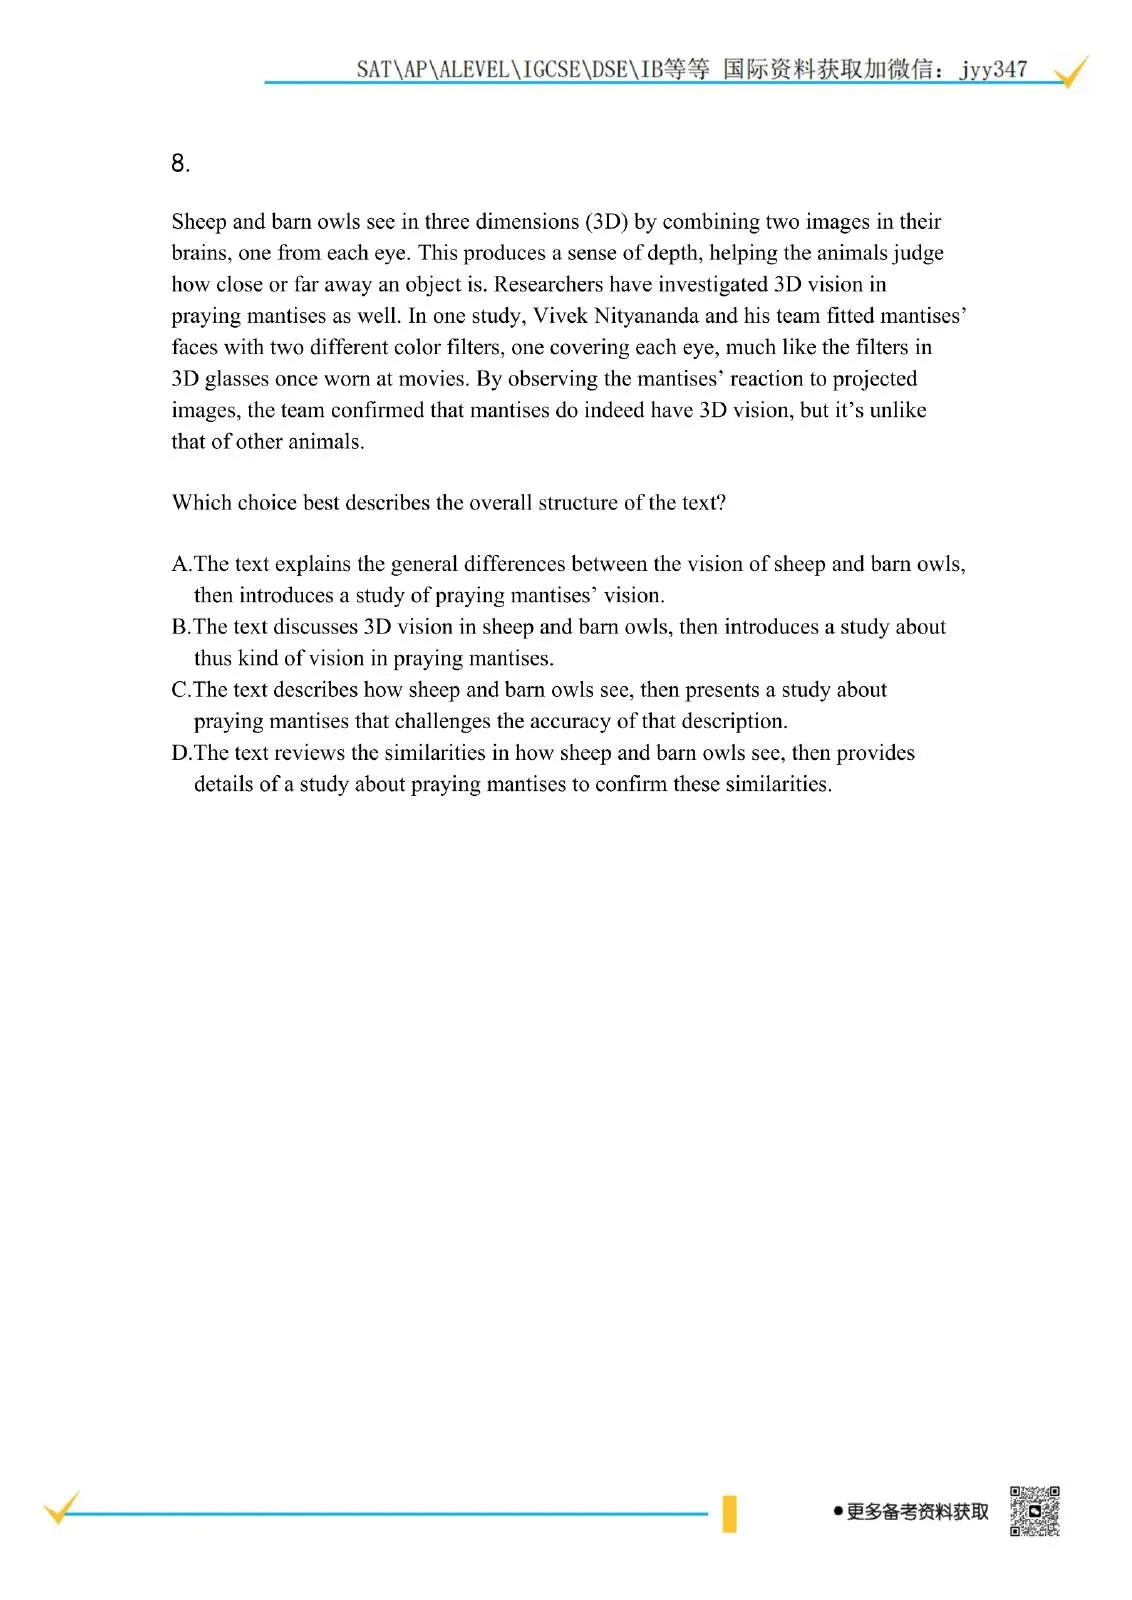 SAT\AP\ALEVEL\IGCSE\DSE\IB等等 国际资料获取加微信：jyy347
8.
Sheep and barn owls see in three dimensions (3D) by combining two images in their
brains, one from each eye. This produces a sense of depth, helping the animals judge
how close or far away an object is. Researchers have investigated 3D vision in
praying mantises as well. In one study, Vivek Nityananda and his team fitted mantises’
faces with two different color filters, one covering each eye, much like the filters in
3D glasses once worn at movies. By observing the mantises’ reaction to projected
images, the team confirmed that mantises do indeed have 3D vision, but it’s unlike
that of other animals.
Which choice best describes the overall structure of the text?
A.The text explains the general differences between the vision of sheep and barn owls,
then introduces a study of praying mantises’ vision.
B.The text discusses 3D vision in sheep and barn owls, then introduces a study about
thus kind of vision in praying mantises.
C.The text describes how sheep and barn owls see, then presents a study about
praying mantises that challenges the accuracy of that description.
D.The text reviews the similarities in how sheep and barn owls see, then provides
details of a study about praying mantises to confirm these similarities.
●更多备考资料获取